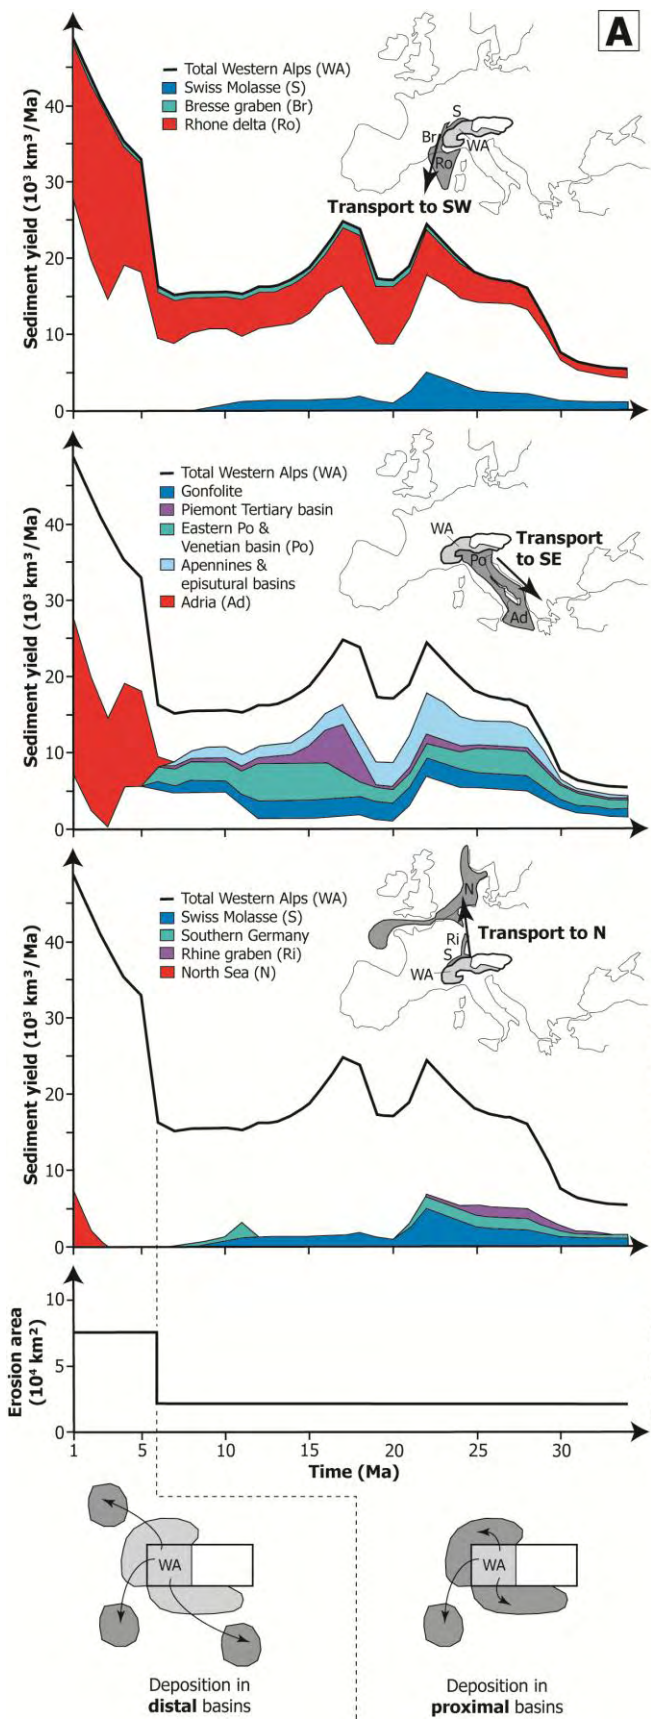 A
Total Western Alps (WA)
Swiss Molasse (S)
Bresse graben (Br)
Rhone delta (Ro)
S
Br
WA
Ro
Transport to SW
Sediment yield (10³ km³/Ma)
40
30
20
10
0
Total Western Alps (WA)
Gonfolite
Piemont Tertiary basin
Eastern Po &
Venetian basin (Po)
Apennines &
episutural basins
Adria (Ad)
WA
Po
Ad
Transport
to SE
Sediment yield (10³ km³/Ma)
40
30
20
10
0
Total Western Alps (WA)
Swiss Molasse (S)
Southern Germany
Rhine graben (Ri)
North Sea (N)
N
Ri
S
WA
Transport to N
Sediment yield (10³ km³/Ma)
40
30
20
10
0
Erosion area
(10⁴ km²)
10
5
0
1 5 10 15 20 25 30
Time (Ma)
WA
WA
Deposition in
distal basins
Deposition in
proximal basins